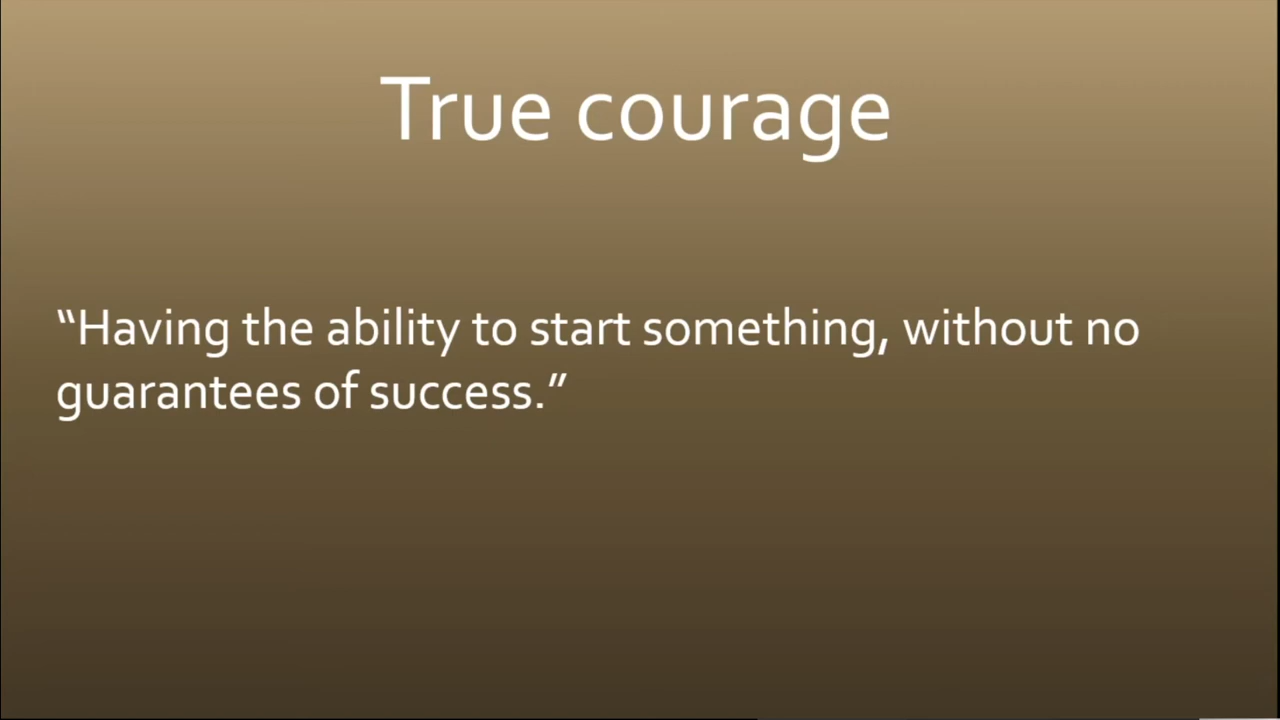 True courage
“Having the ability to start something, without no
guarantees of success.”